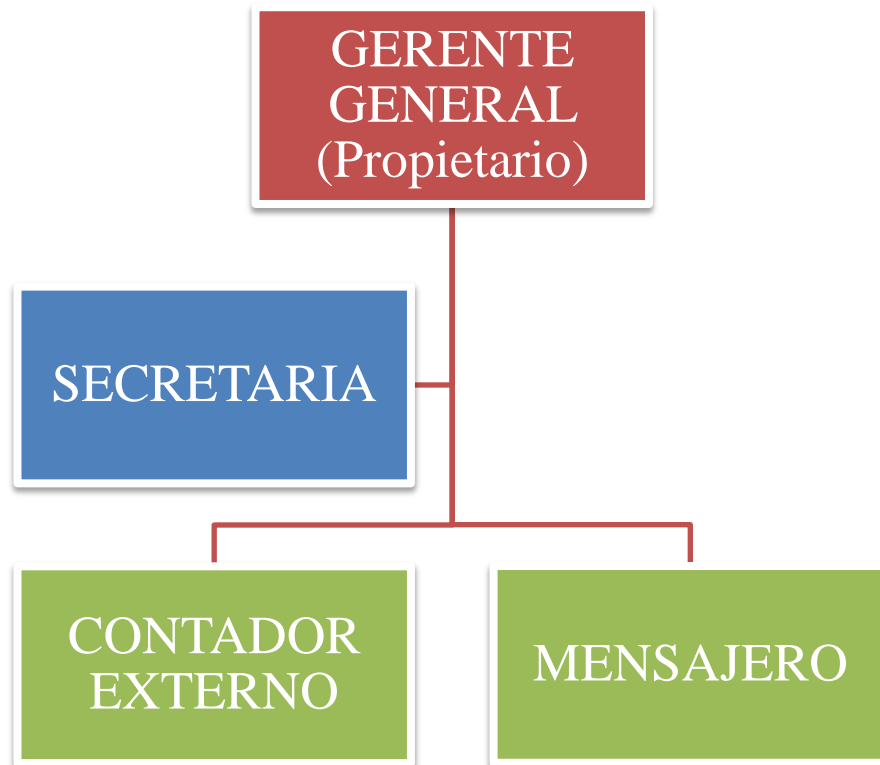 GERENTE
GENERAL
(Propietario)
SECRETARIA
CONTADOR
EXTERNO
MENSAJERO